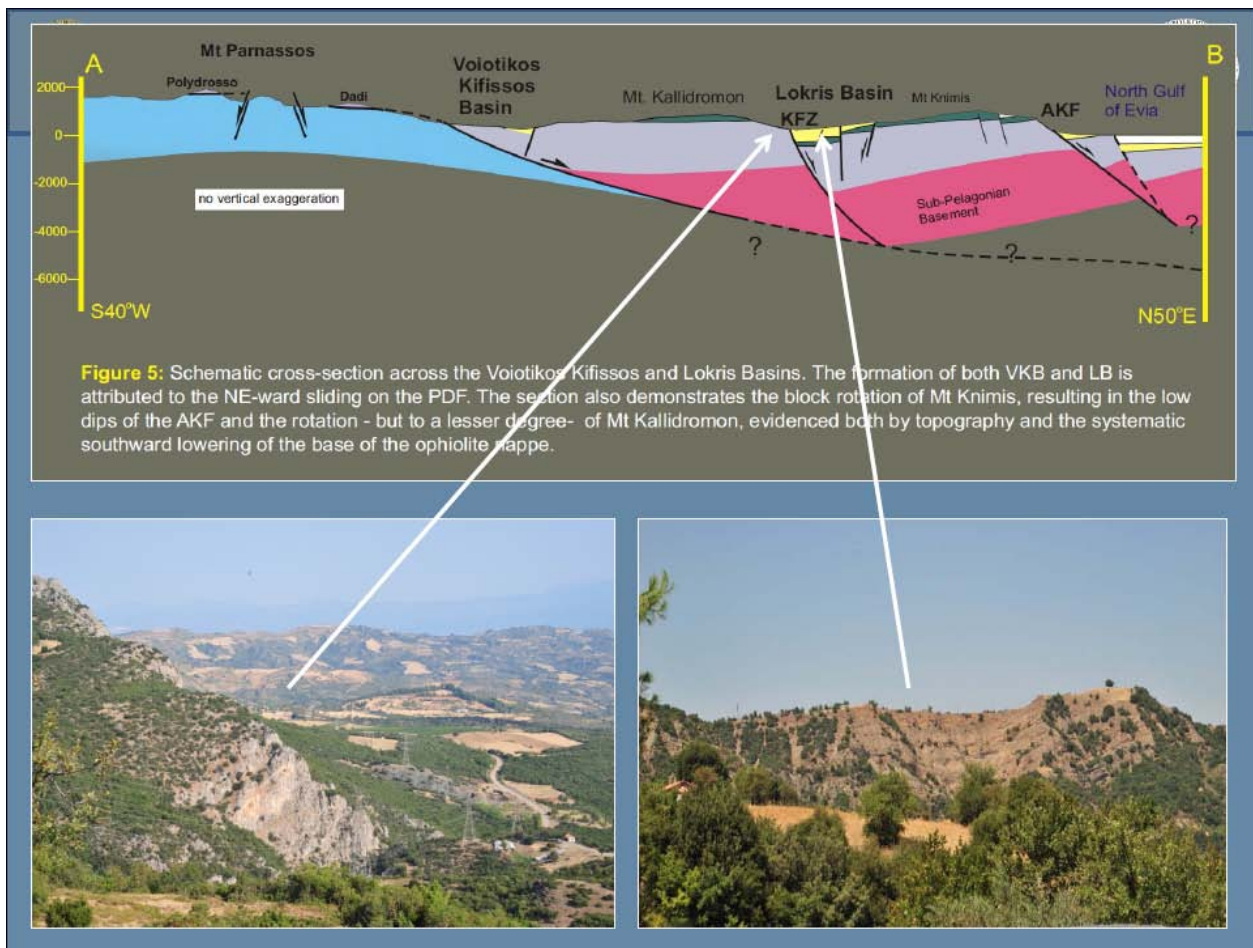 A
Mt Parnassos
Polydrosso
Dadi
Voiotikos
Kifissos
Basin
Mt. Kallidromon
Lokris Basin
KFZ
Mt Knimis
AKF
North Gulf
of Evia
B
2000
0
-2000
-4000
-6000
no vertical exaggeration
Sub-Pelagonian
Basement
?
?
?
S40°W
N50°E
Figure 5: Schematic cross-section across the Voiotikos Kifissos and Lokris Basins. The formation of both VKB and LB is
attributed to the NE-ward sliding on the PDF. The section also demonstrates the block rotation of Mt Knimis, resulting in the low
dips of the AKF and the rotation - but to a lesser degree- of Mt Kallidromon, evidenced both by topography and the systematic
southward lowering of the base of the ophiolite nappe.